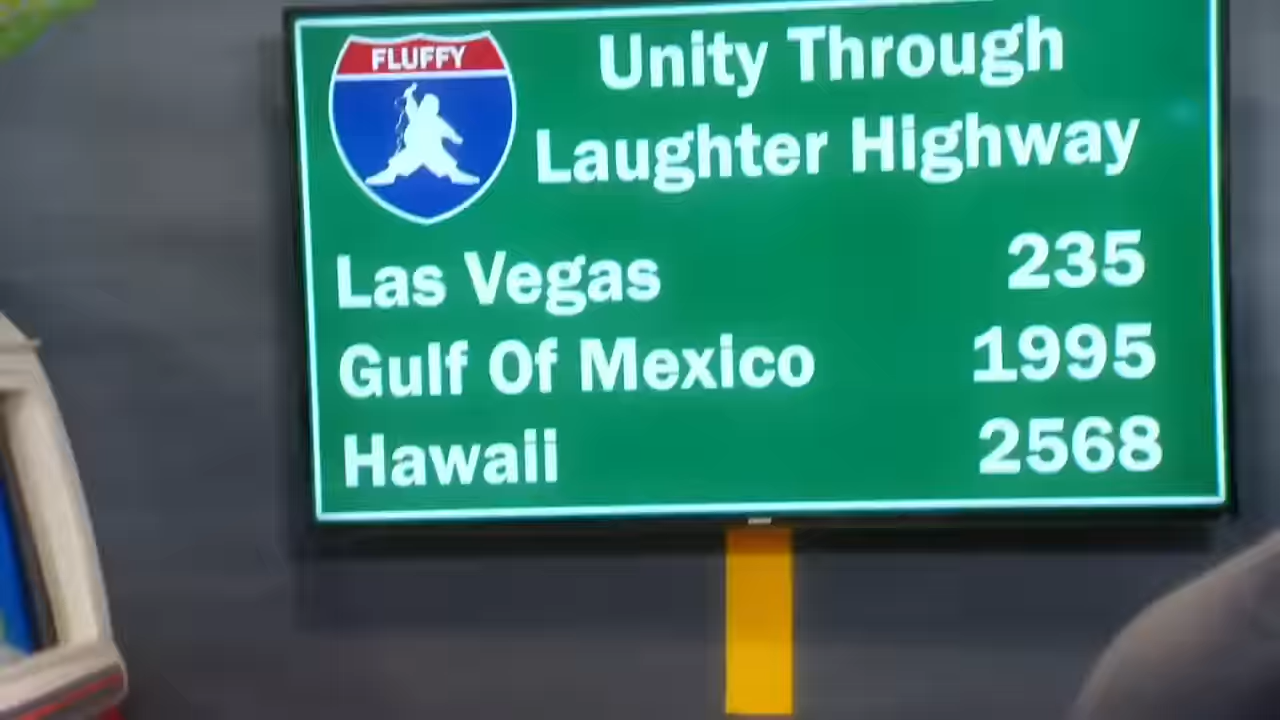 FLUFFY
Unity Through
Laughter Highway
Las Vegas 235
Gulf Of Mexico 1995
Hawaii 2568